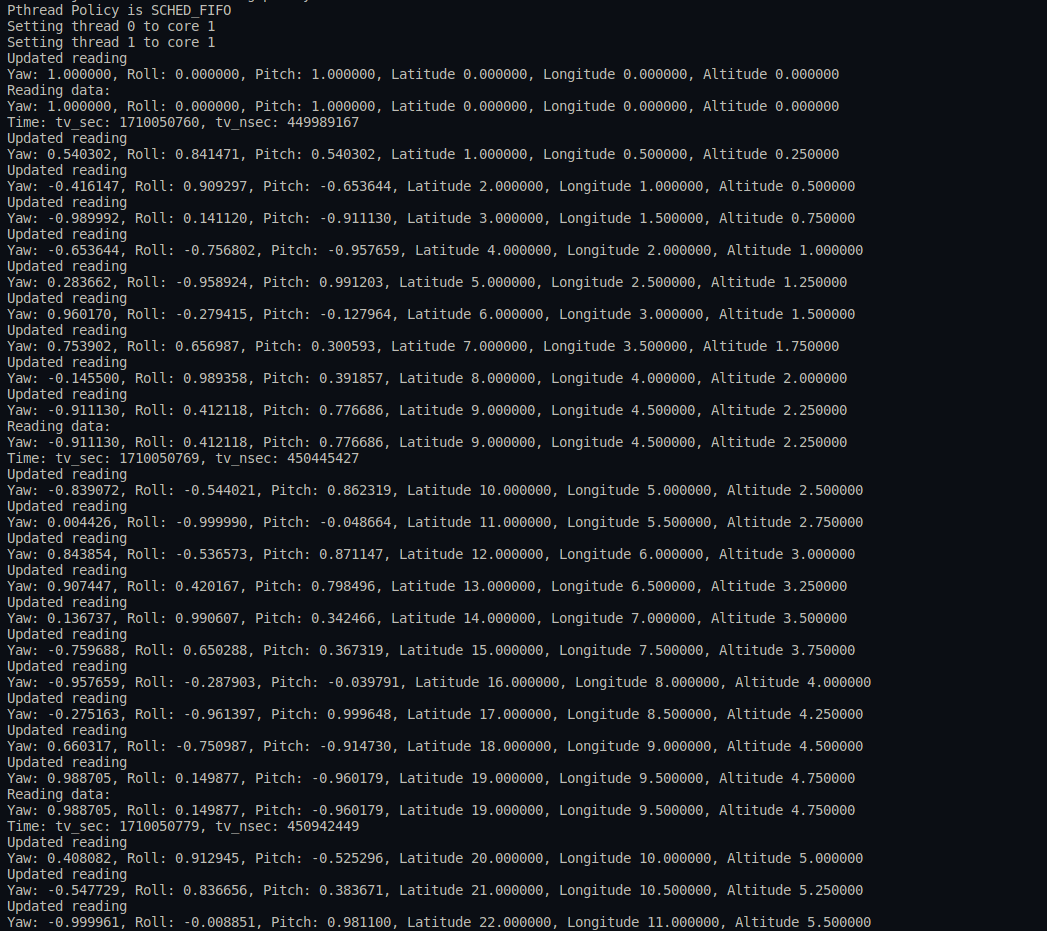 Pthread Policy is SCHED_FIFO
Setting thread 0 to core 1
Setting thread 1 to core 1
Updated reading
Yaw: 1.000000, Roll: 0.000000, Pitch: 1.000000, Latitude 0.000000, Longitude 0.000000, Altitude 0.000000
Reading data:
Yaw: 1.000000, Roll: 0.000000, Pitch: 1.000000, Latitude 0.000000, Longitude 0.000000, Altitude 0.000000
Time: tv_sec: 1710050760, tv_nsec: 449989167
Updated reading
Yaw: 0.540302, Roll: 0.841471, Pitch: 0.540302, Latitude 1.000000, Longitude 0.500000, Altitude 0.250000
Updated reading
Yaw: -0.416147, Roll: 0.909297, Pitch: -0.653644, Latitude 2.000000, Longitude 1.000000, Altitude 0.500000
Updated reading
Yaw: -0.989992, Roll: 0.141120, Pitch: -0.911130, Latitude 3.000000, Longitude 1.500000, Altitude 0.750000
Updated reading
Yaw: -0.653644, Roll: -0.756802, Pitch: -0.957659, Latitude 4.000000, Longitude 2.000000, Altitude 1.000000
Updated reading
Yaw: 0.283662, Roll: -0.958924, Pitch: 0.991203, Latitude 5.000000, Longitude 2.500000, Altitude 1.250000
Updated reading
Yaw: 0.960170, Roll: -0.279415, Pitch: -0.127964, Latitude 6.000000, Longitude 3.000000, Altitude 1.500000
Updated reading
Yaw: 0.753902, Roll: 0.656987, Pitch: 0.300593, Latitude 7.000000, Longitude 3.500000, Altitude 1.750000
Updated reading
Yaw: -0.145500, Roll: 0.989358, Pitch: 0.391857, Latitude 8.000000, Longitude 4.000000, Altitude 2.000000
Updated reading
Yaw: -0.911130, Roll: 0.412118, Pitch: 0.776686, Latitude 9.000000, Longitude 4.500000, Altitude 2.250000
Reading data:
Yaw: -0.911130, Roll: 0.412118, Pitch: 0.776686, Latitude 9.000000, Longitude 4.500000, Altitude 2.250000
Time: tv_sec: 1710050769, tv_nsec: 450445427
Updated reading
Yaw: -0.839072, Roll: -0.544021, Pitch: 0.862319, Latitude 10.000000, Longitude 5.000000, Altitude 2.500000
Updated reading
Yaw: 0.004426, Roll: -0.999990, Pitch: -0.048664, Latitude 11.000000, Longitude 5.500000, Altitude 2.750000
Updated reading
Yaw: 0.843854, Roll: -0.536573, Pitch: 0.871147, Latitude 12.000000, Longitude 6.000000, Altitude 3.000000
Updated reading
Yaw: 0.907447, Roll: 0.420167, Pitch: 0.798496, Latitude 13.000000, Longitude 6.500000, Altitude 3.250000
Updated reading
Yaw: 0.136737, Roll: 0.990607, Pitch: 0.342466, Latitude 14.000000, Longitude 7.000000, Altitude 3.500000
Updated reading
Yaw: -0.759688, Roll: 0.650288, Pitch: 0.367319, Latitude 15.000000, Longitude 7.500000, Altitude 3.750000
Updated reading
Yaw: -0.957659, Roll: -0.287903, Pitch: -0.039791, Latitude 16.000000, Longitude 8.000000, Altitude 4.000000
Updated reading
Yaw: -0.275163, Roll: -0.961397, Pitch: 0.999648, Latitude 17.000000, Longitude 8.500000, Altitude 4.250000
Updated reading
Yaw: 0.660317, Roll: -0.750987, Pitch: -0.914730, Latitude 18.000000, Longitude 9.000000, Altitude 4.500000
Updated reading
Yaw: 0.988705, Roll: 0.149877, Pitch: -0.960179, Latitude 19.000000, Longitude 9.500000, Altitude 4.750000
Reading data:
Yaw: 0.988705, Roll: 0.149877, Pitch: -0.960179, Latitude 19.000000, Longitude 9.500000, Altitude 4.750000
Time: tv_sec: 1710050779, tv_nsec: 450942449
Updated reading
Yaw: 0.408082, Roll: 0.912945, Pitch: -0.525296, Latitude 20.000000, Longitude 10.000000, Altitude 5.000000
Updated reading
Yaw: -0.547729, Roll: 0.836656, Pitch: 0.383671, Latitude 21.000000, Longitude 10.500000, Altitude 5.250000
Updated reading
Yaw: -0.999961, Roll: -0.008851, Pitch: 0.981100, Latitude 22.000000, Longitude 11.000000, Altitude 5.500000